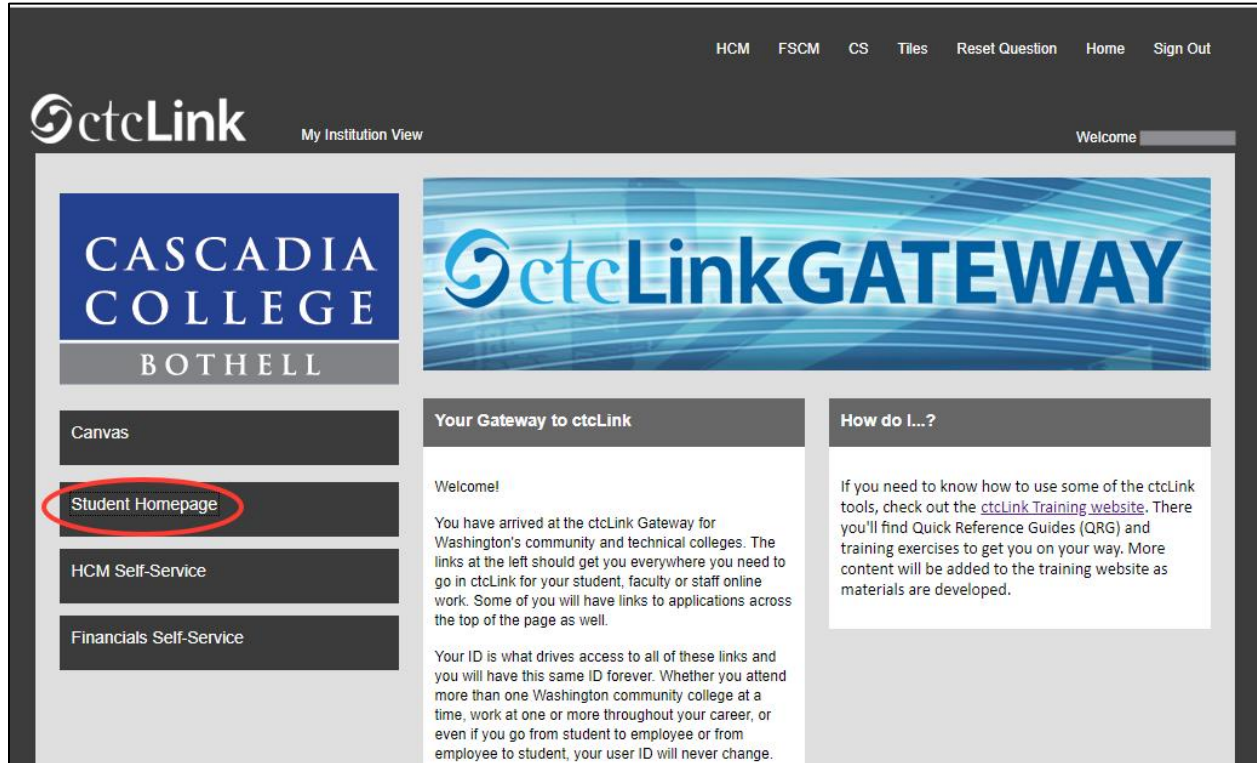 HCM FSCM CS Tiles Reset Question Home Sign Out
ctcLink
My Institution View
Welcome
CASCADIA
COLLEGE
BOTHELL
ctcLink GATEWAY
Canvas
Student Homepage
HCM Self-Service
Financials Self-Service
Your Gateway to ctcLink
Welcome!
You have arrived at the ctcLink Gateway for
Washington's community and technical colleges. The
links at the left should get you everywhere you need to
go in ctcLink for your student, faculty or staff online
work. Some of you will have links to applications across
the top of the page as well.
Your ID is what drives access to all of these links and
you will have this same ID forever. Whether you attend
more than one Washington community college at a
time, work at one or more throughout your career, or
even if you go from student to employee or from
employee to student, your user ID will never change.
How do I...?
If you need to know how to use some of the ctcLink
tools, check out the ctcLink Training website. There
you'll find Quick Reference Guides (QRG) and
training exercises to get you on your way. More
content will be added to the training website as
materials are developed.